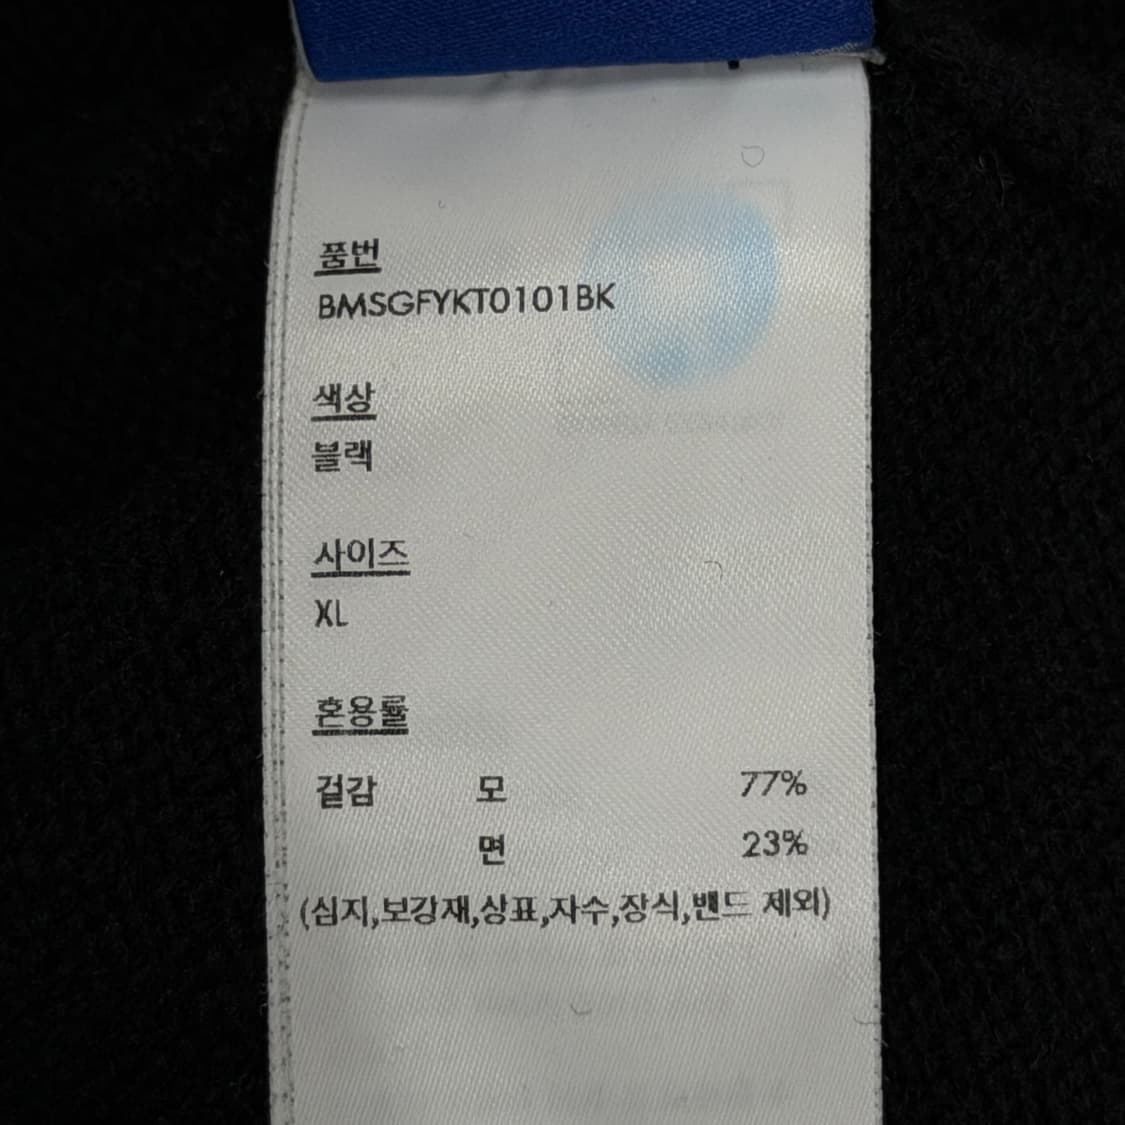 품번
BMSGFYKT0101BK
색상
블랙
사이즈
XL
혼용률
겉감 모 77%
면 23%
(심지,보강재,상표,자수,장식,밴드 제외)